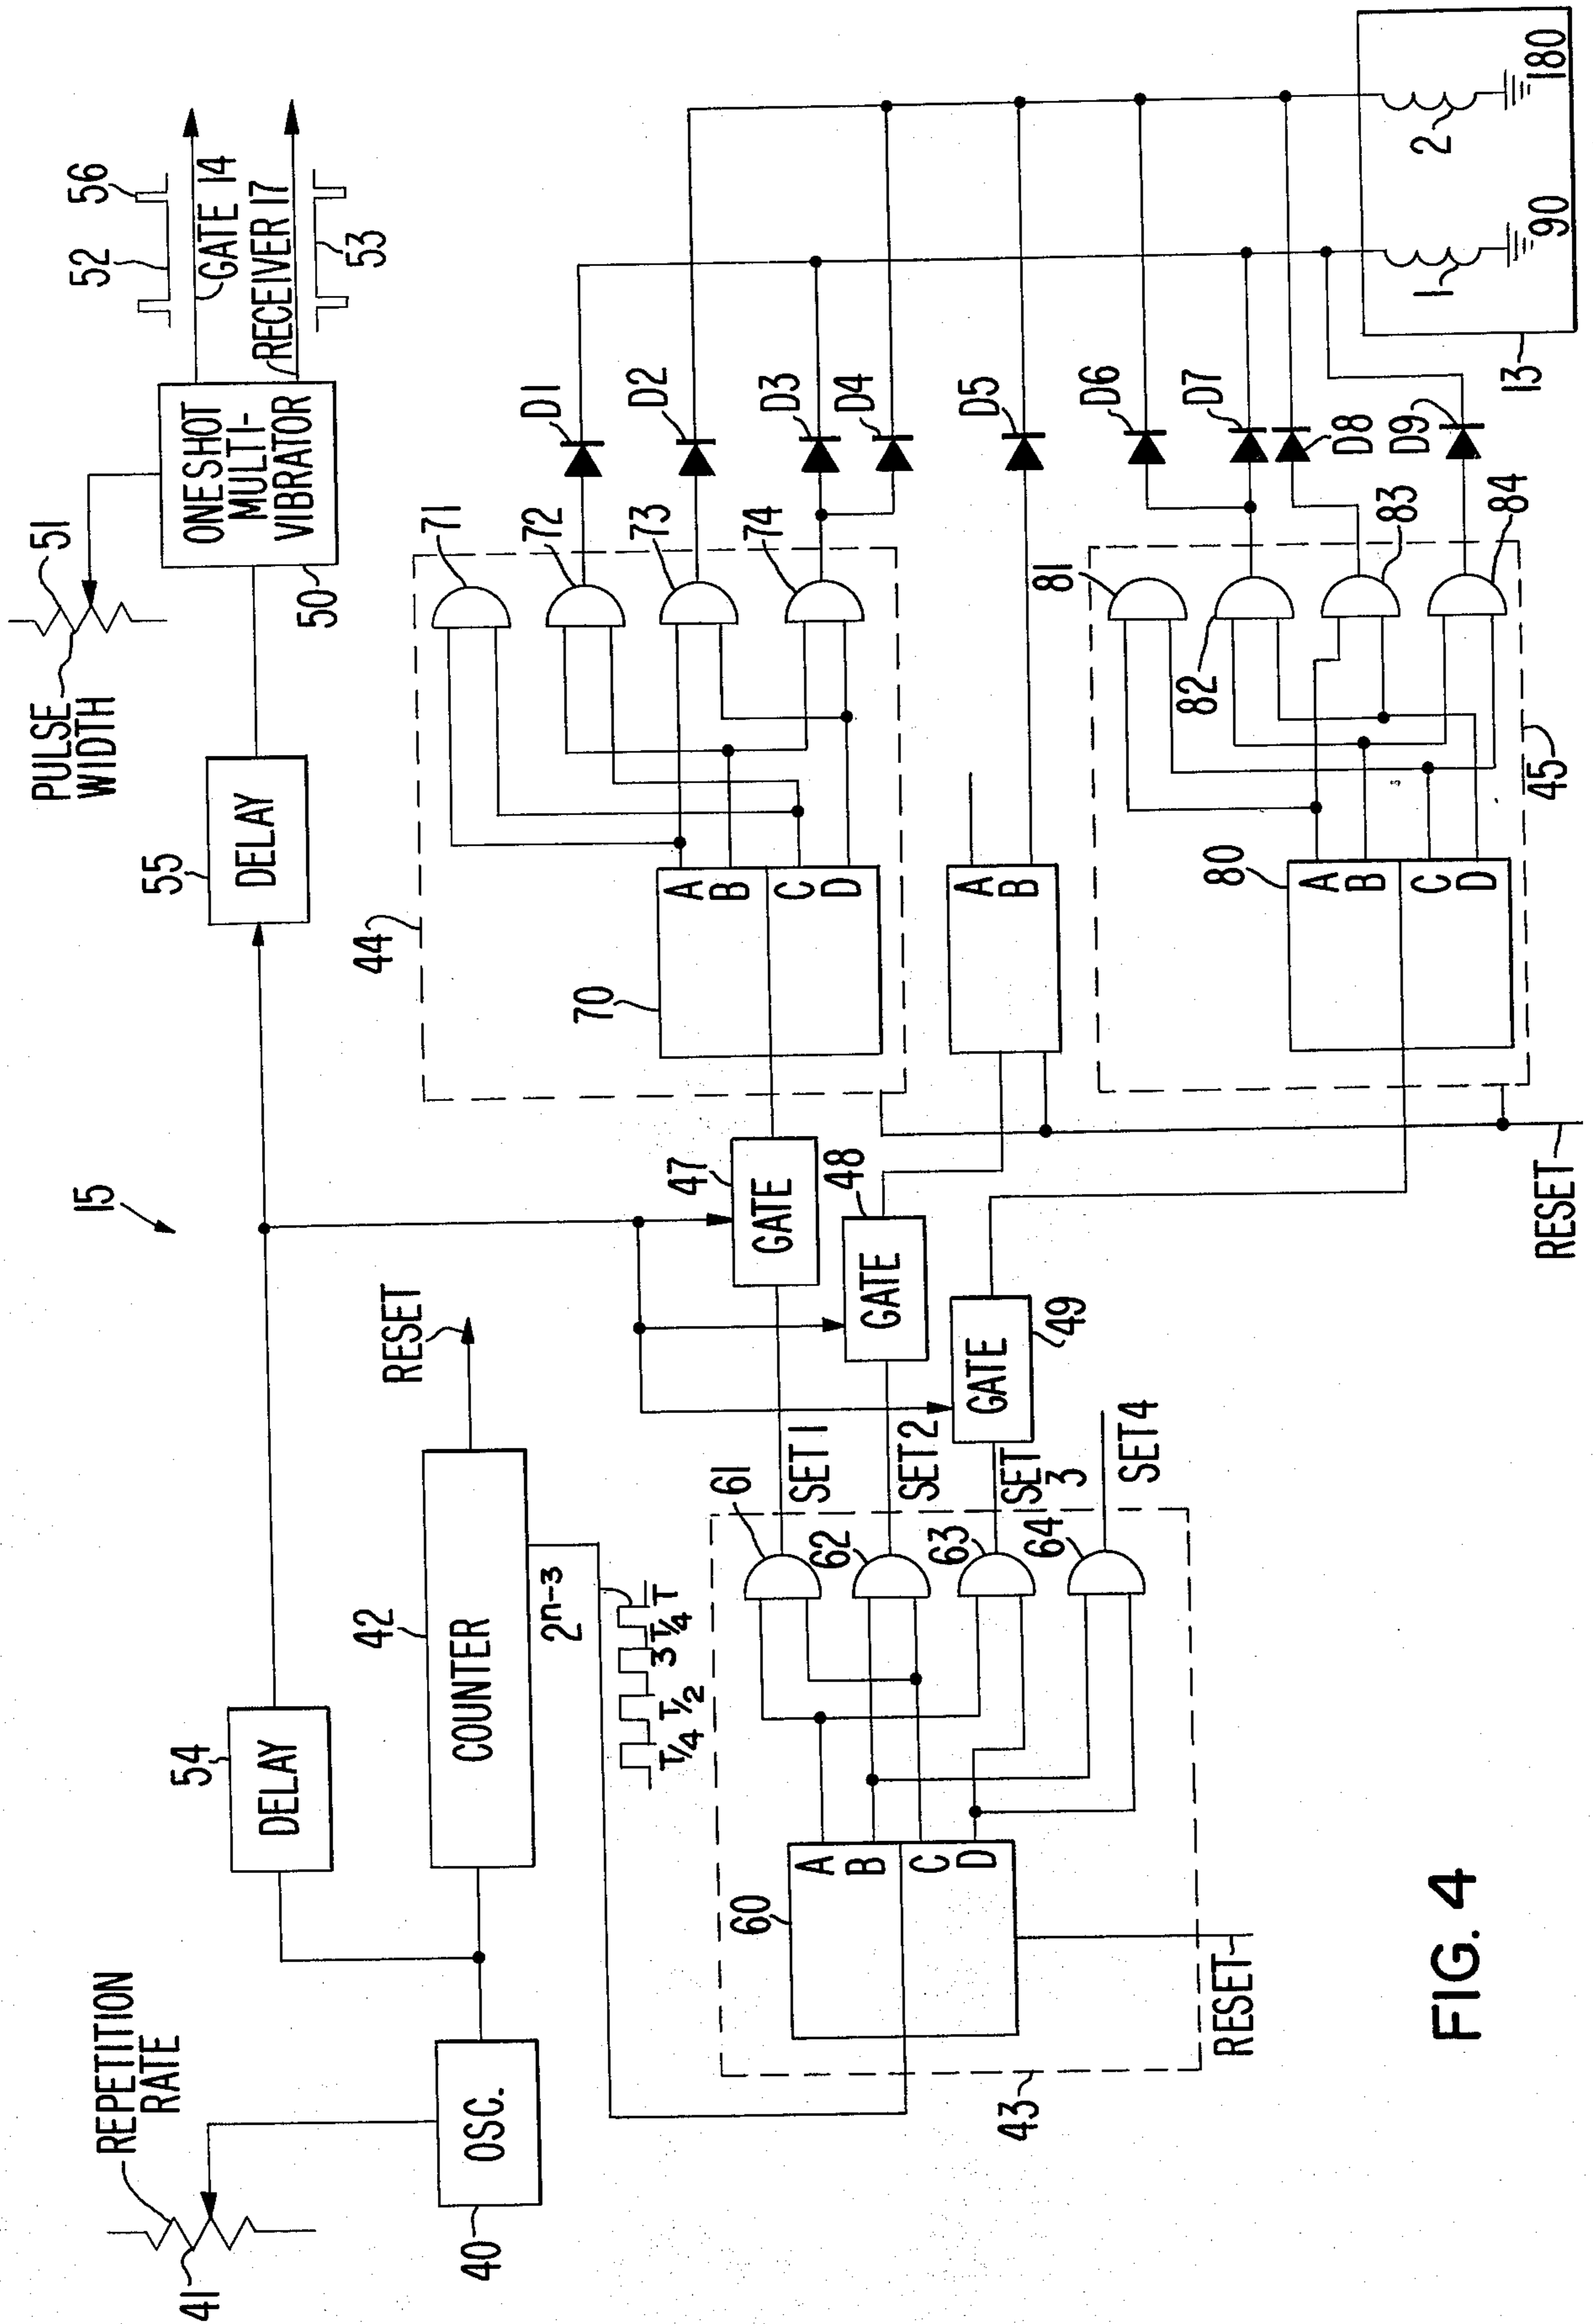 REPETITION
RATE
41
40
OSC.
54
DELAY
42
COUNTER
RESET
2n-3
T/4 T/2 3 T/4 T
15
55
DELAY
PULSE
WIDTH
51
ONESHOT
MULTI-
VIBRATOR
50
52
56
GATE 14
RECEIVER 17
53
43
60
A
B
C
D
RESET
61
62
63
64
SET 1
SET 2
SET
3
SET 4
47
GATE
48
GATE
49
GATE
44
70
A
B
C
D
71
72
73
74
A
B
45
80
A
B
C
D
81
82
83
84
RESET
D1
D2
D3
D4
D5
D6
D7
D8
D9
13
1
90
2
180
FIG. 4